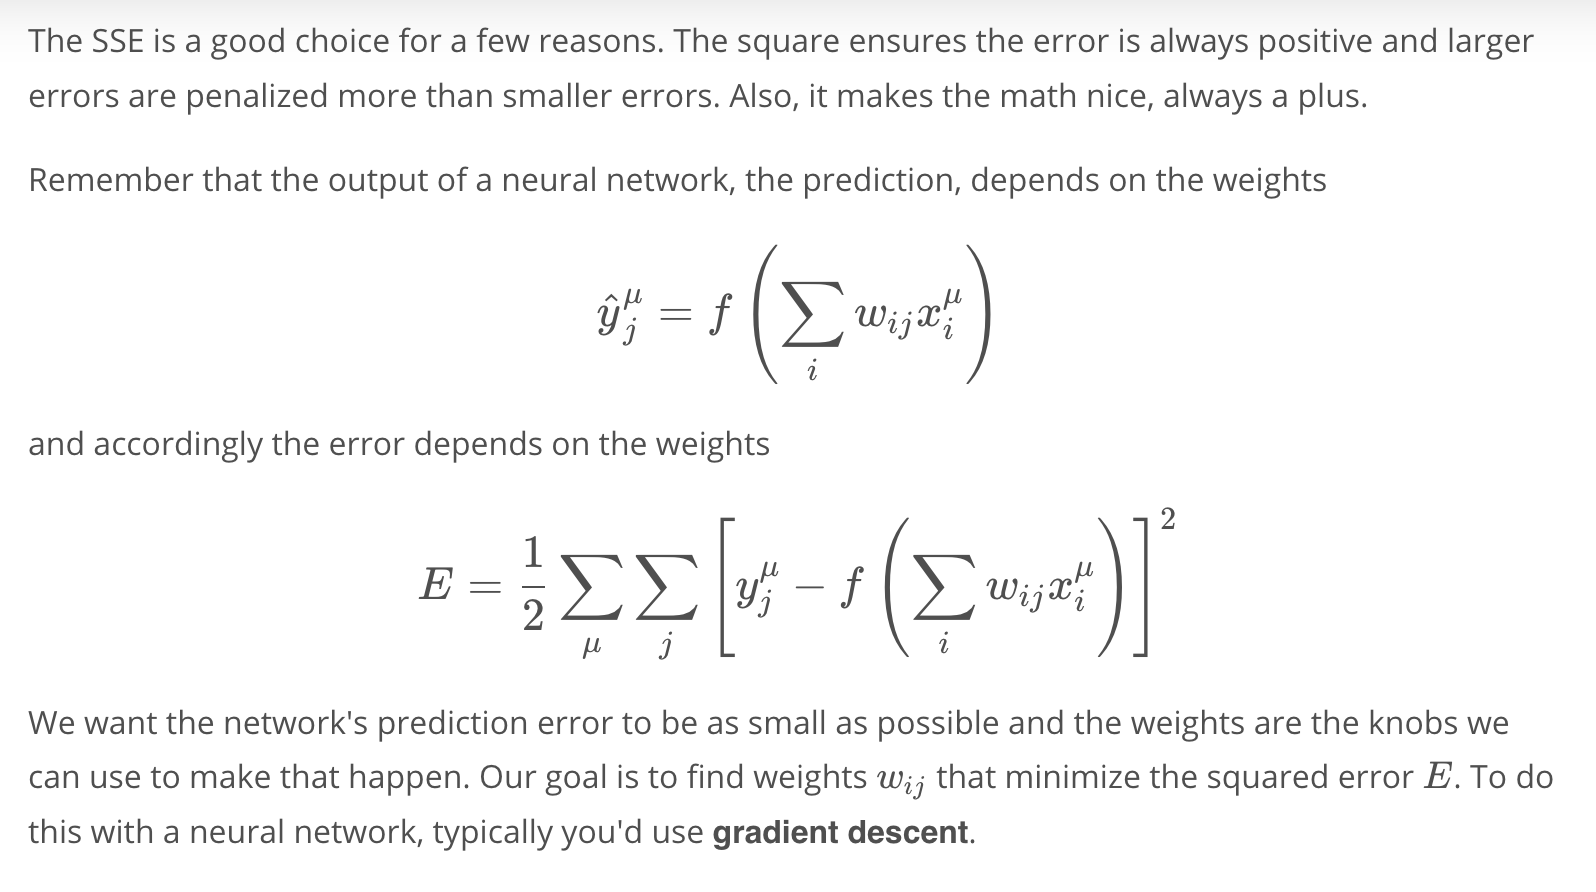 The SSE is a good choice for a few reasons. The square ensures the error is always positive and larger
errors are penalized more than smaller errors. Also, it makes the math nice, always a plus.
Remember that the output of a neural network, the prediction, depends on the weights
$\hat{y}_j^\mu = f\left(\sum_i w_{ij} x_i^\mu\right)$
and accordingly the error depends on the weights
$E = \frac{1}{2}\sum_\mu \sum_j \left[y_j^\mu - f\left(\sum_i w_{ij} x_i^\mu\right)\right]^2$
We want the network's prediction error to be as small as possible and the weights are the knobs we
can use to make that happen. Our goal is to find weights $w_{ij}$ that minimize the squared error $E$. To do
this with a neural network, typically you'd use gradient descent.